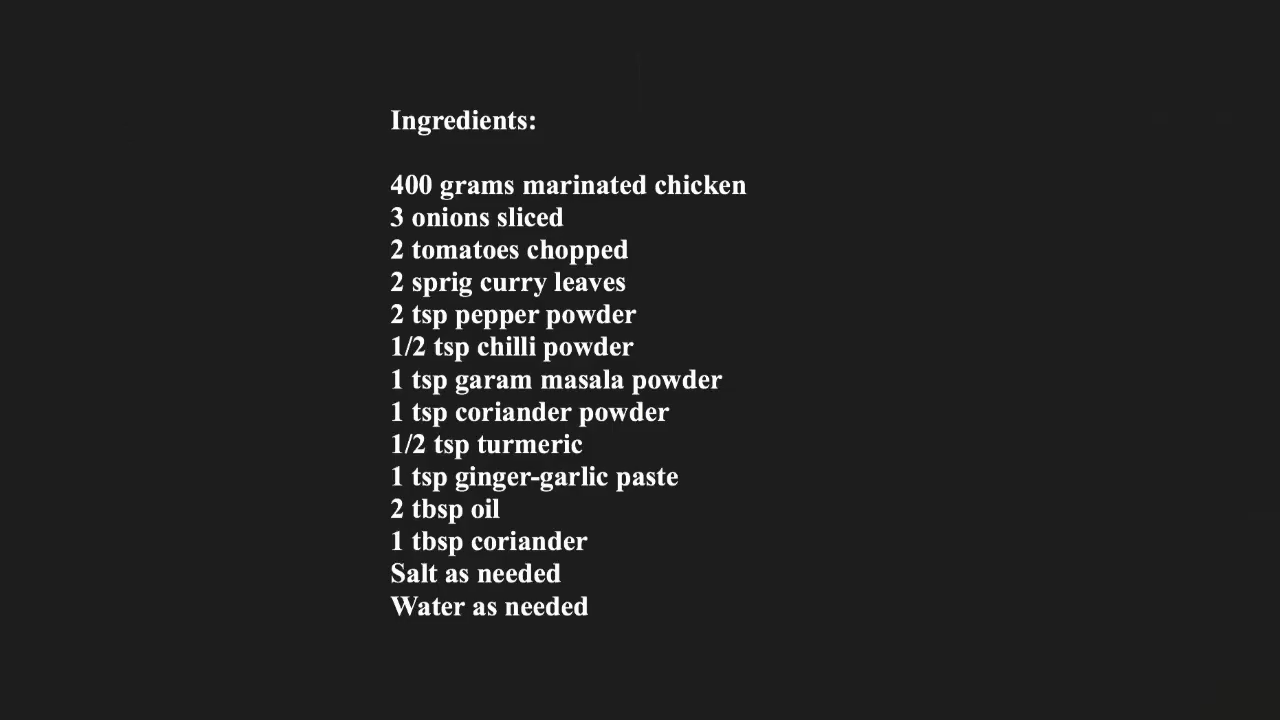 Ingredients:
400 grams marinated chicken
3 onions sliced
2 tomatoes chopped
2 sprig curry leaves
2 tsp pepper powder
1/2 tsp chilli powder
1 tsp garam masala powder
1 tsp coriander powder
1/2 tsp turmeric
1 tsp ginger-garlic paste
2 tbsp oil
1 tbsp coriander
Salt as needed
Water as needed